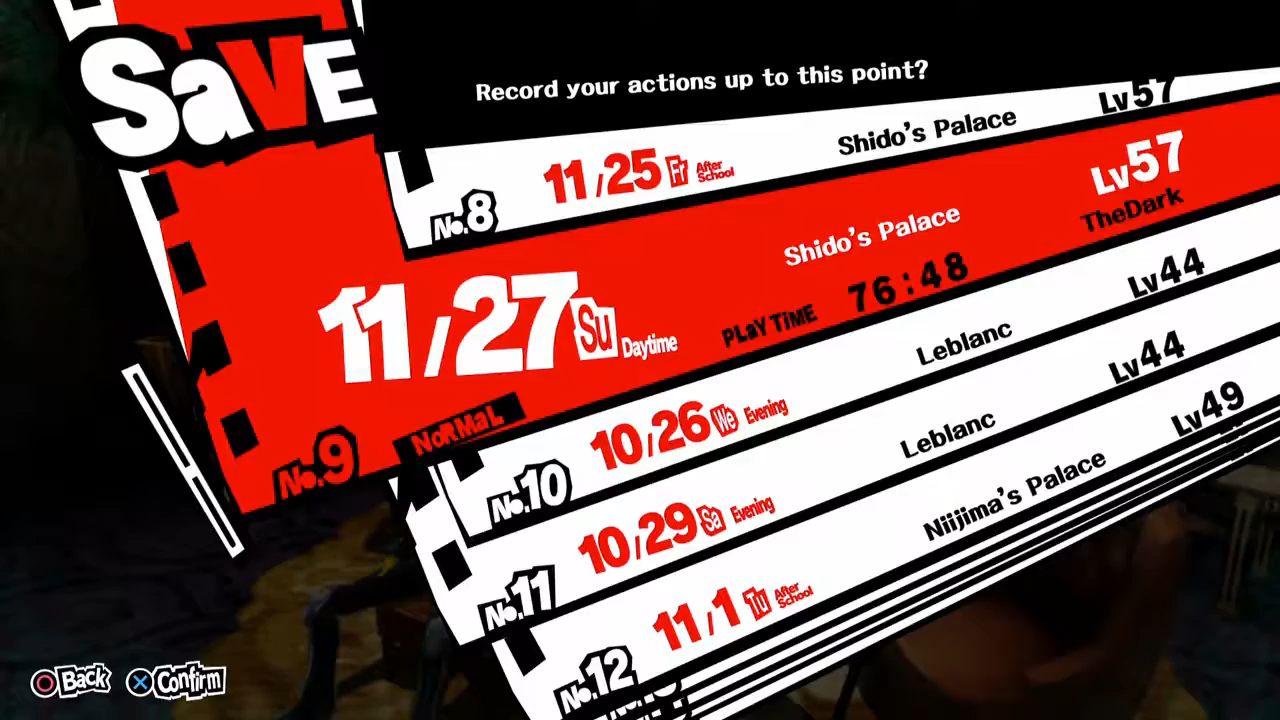 SaVE
Record your actions up to this point?
No.8 11/25 Fr After School Shido's Palace Lv57
No.9 11/27 Su Daytime Shido's Palace Lv57
PLaY TiME 76:48 TheDark
NoRMaL
No.10 10/26 We Evening Leblanc Lv44
No.11 10/29 Sa Evening Leblanc Lv44
No.12 11/1 Tu After School Niijima's Palace Lv49
Back Confirm